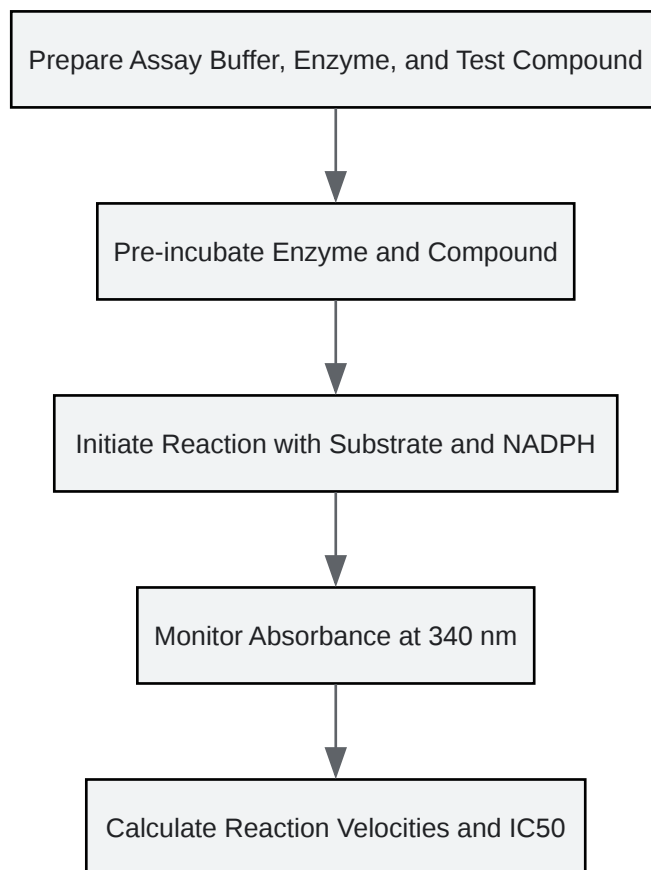 Prepare Assay Buffer, Enzyme, and Test Compound
Pre-incubate Enzyme and Compound
Initiate Reaction with Substrate and NADPH
Monitor Absorbance at 340 nm
Calculate Reaction Velocities and IC50